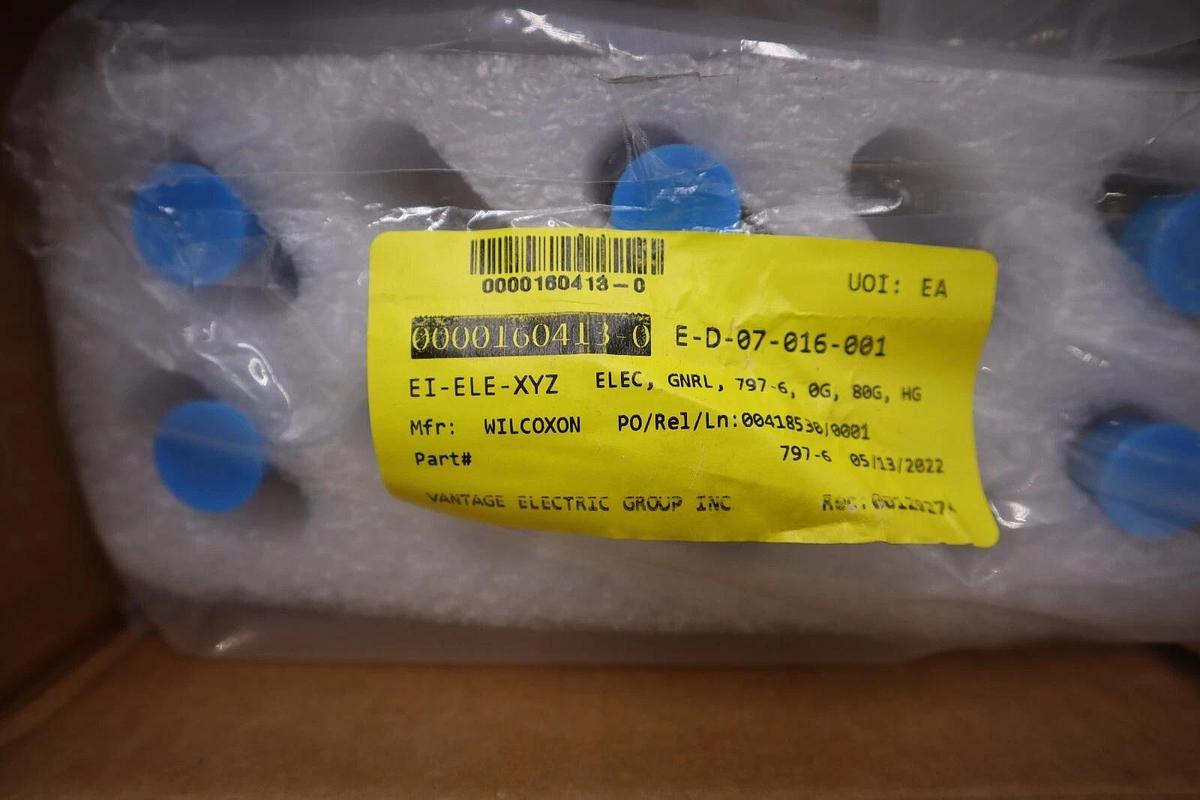 0000160413-0
UOI: EA
0000160413-0 E-D-07-016-001
EI-ELE-XYZ ELEC, GNRL, 797-6, 0G, 80G, HG
Mfr: WILCOXON PO/Rel/Ln:00418530/0001
Part# 797-6 05/13/2022
VANTAGE ELECTRIC GROUP INC